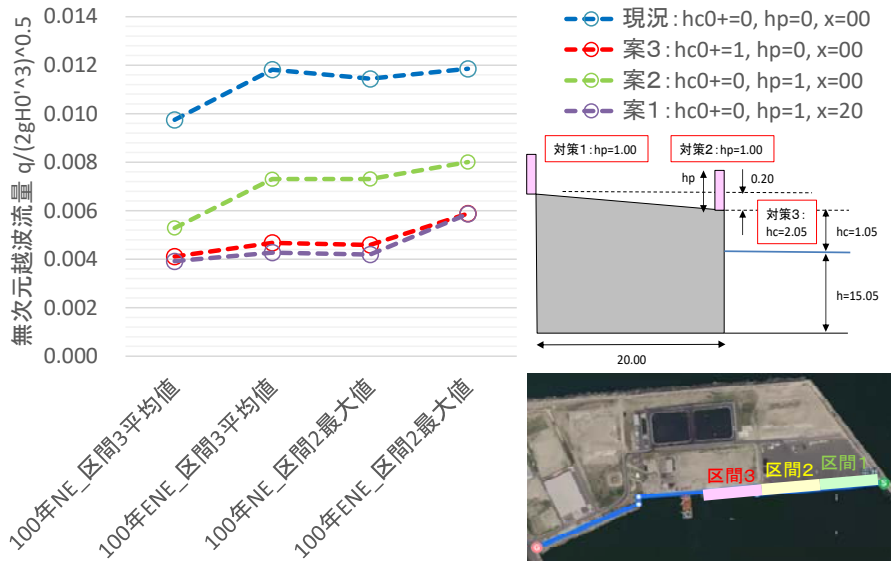 無次元越波流量 q/(2gH0'^3)^0.5
0.014
0.012
0.010
0.008
0.006
0.004
0.002
0.000
100年NE_区間3平均値
100年ENE_区間3平均値
100年NE_区間2最大値
100年ENE_区間2最大値
現況:hc0+=0, hp=0, x=00
案3:hc0+=1, hp=0, x=00
案2:hc0+=0, hp=1, x=00
案1:hc0+=0, hp=1, x=20
対策1:hp=1.00
対策2:hp=1.00
hp
0.20
対策3:
hc=2.05
hc=1.05
h=15.05
20.00
区間3
区間2
区間1